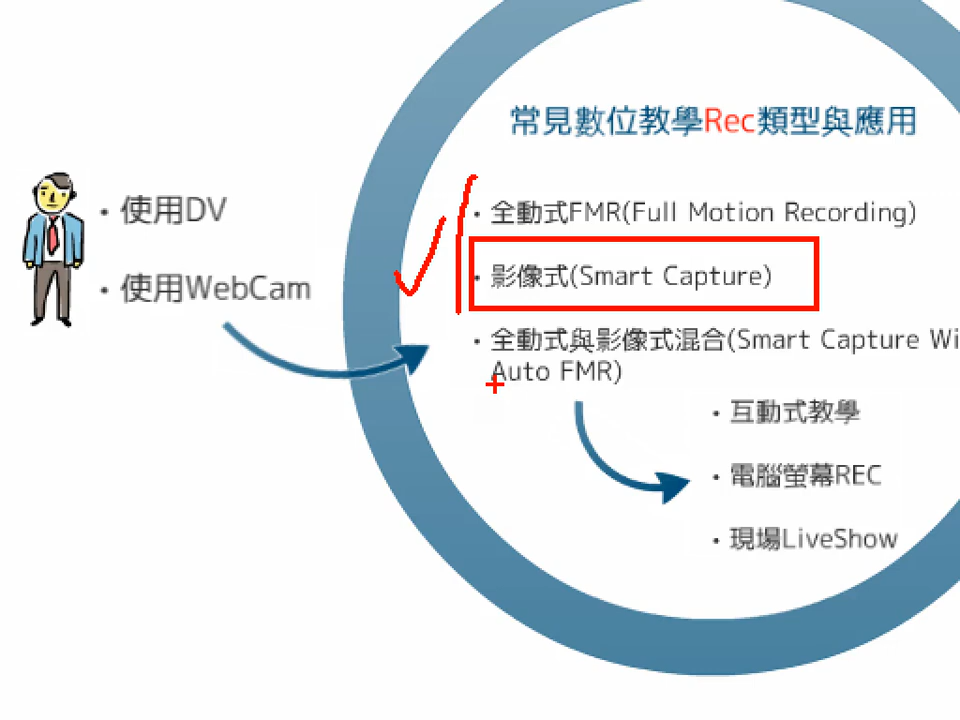 常見數位教學Rec類型與應用
• 使用DV
• 使用WebCam
• 全動式FMR(Full Motion Recording)
• 影像式(Smart Capture)
• 全動式與影像式混合(Smart Capture Wi
Auto FMR)
• 互動式教學
• 電腦螢幕REC
• 現場LiveShow